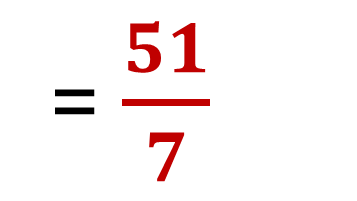 = 51/7